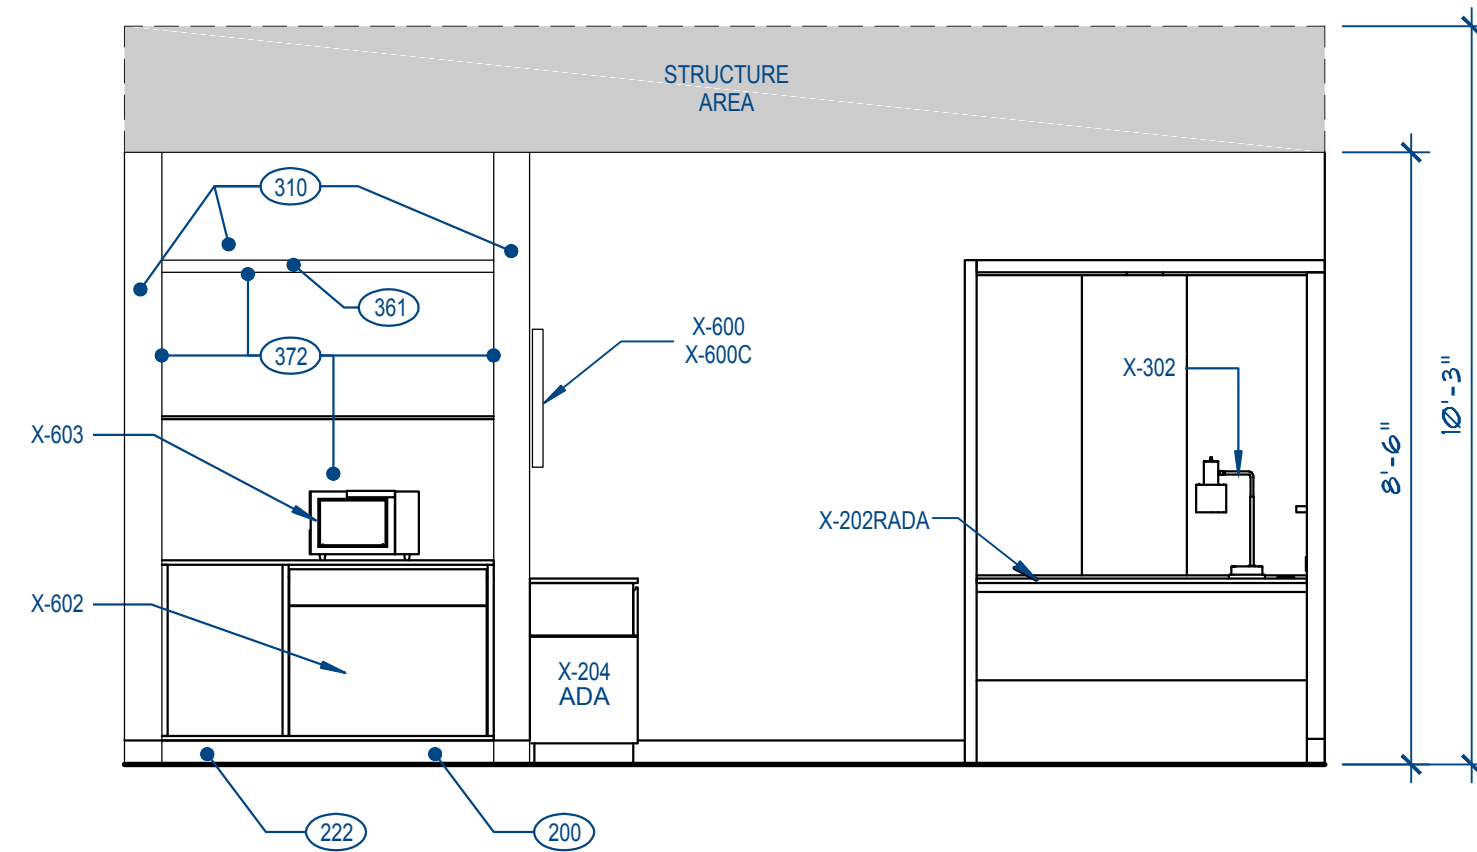 STRUCTURE
AREA
310
361
X-600
X-600C
372
X-302
10'-3"
8'-6"
X-603
X-202RADA
X-602
X-204
ADA
222
200